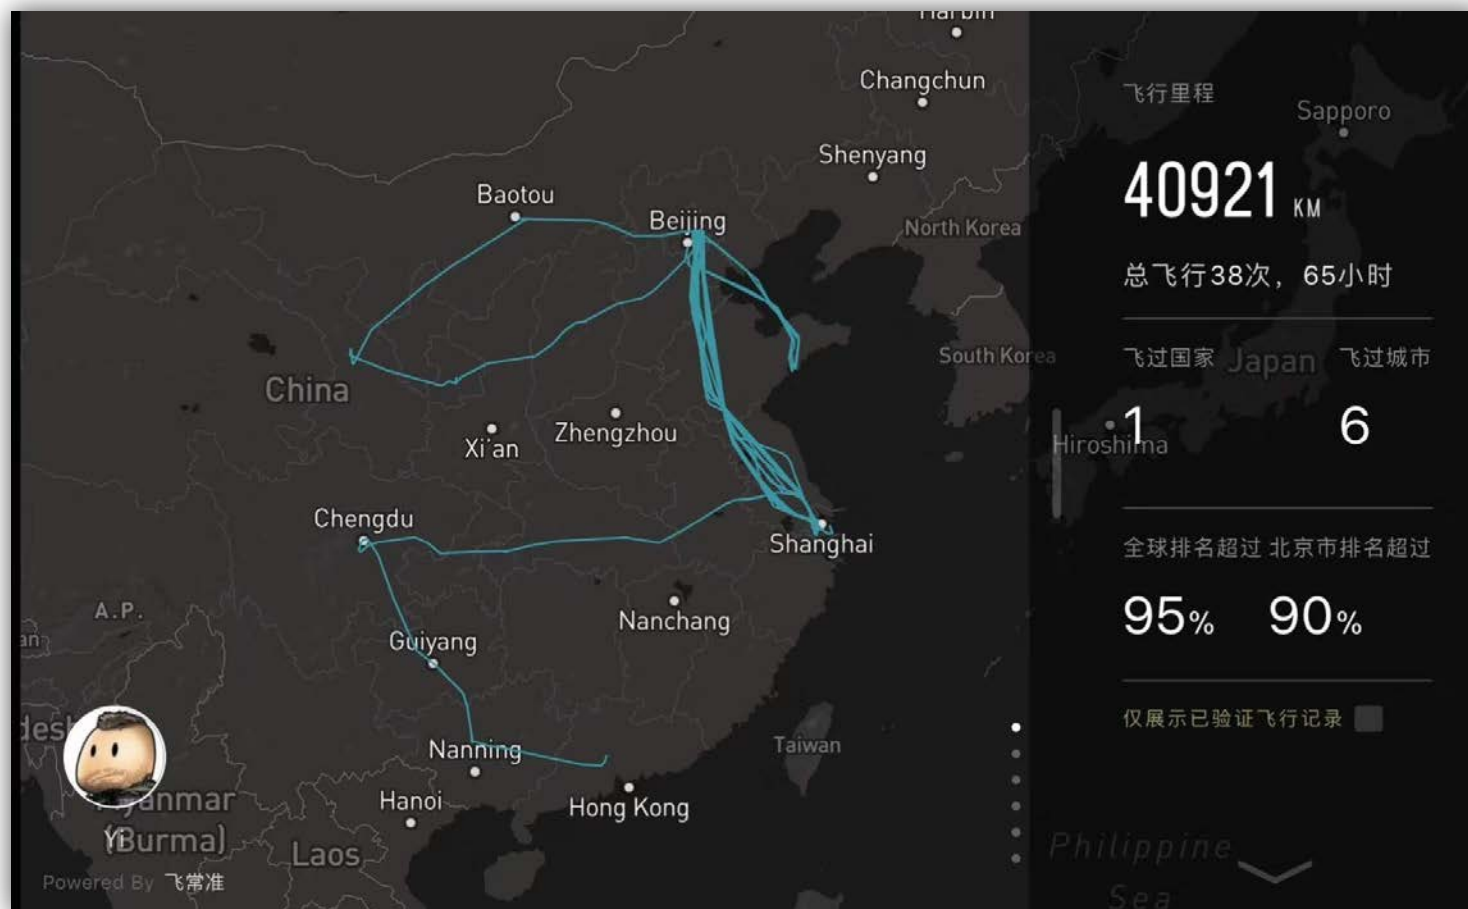 Harbin
Changchun
Shenyang
Baotou
Beijing
North Korea
South Korea
China
Xi'an
Zhengzhou
Chengdu
Shanghai
A.P.
Nanchang
Guiyang
Nanning
Taiwan
Hanoi
Hong Kong
Myanmar
(Burma)
Laos
Yi
Powered By 飞常准
飞行里程
Sapporo
40921 KM
总飞行38次，65小时
飞过国家
Japan
飞过城市
1
6
Hiroshima
全球排名超过
北京市排名超过
95%
90%
仅展示已验证飞行记录
Philippine
Sea